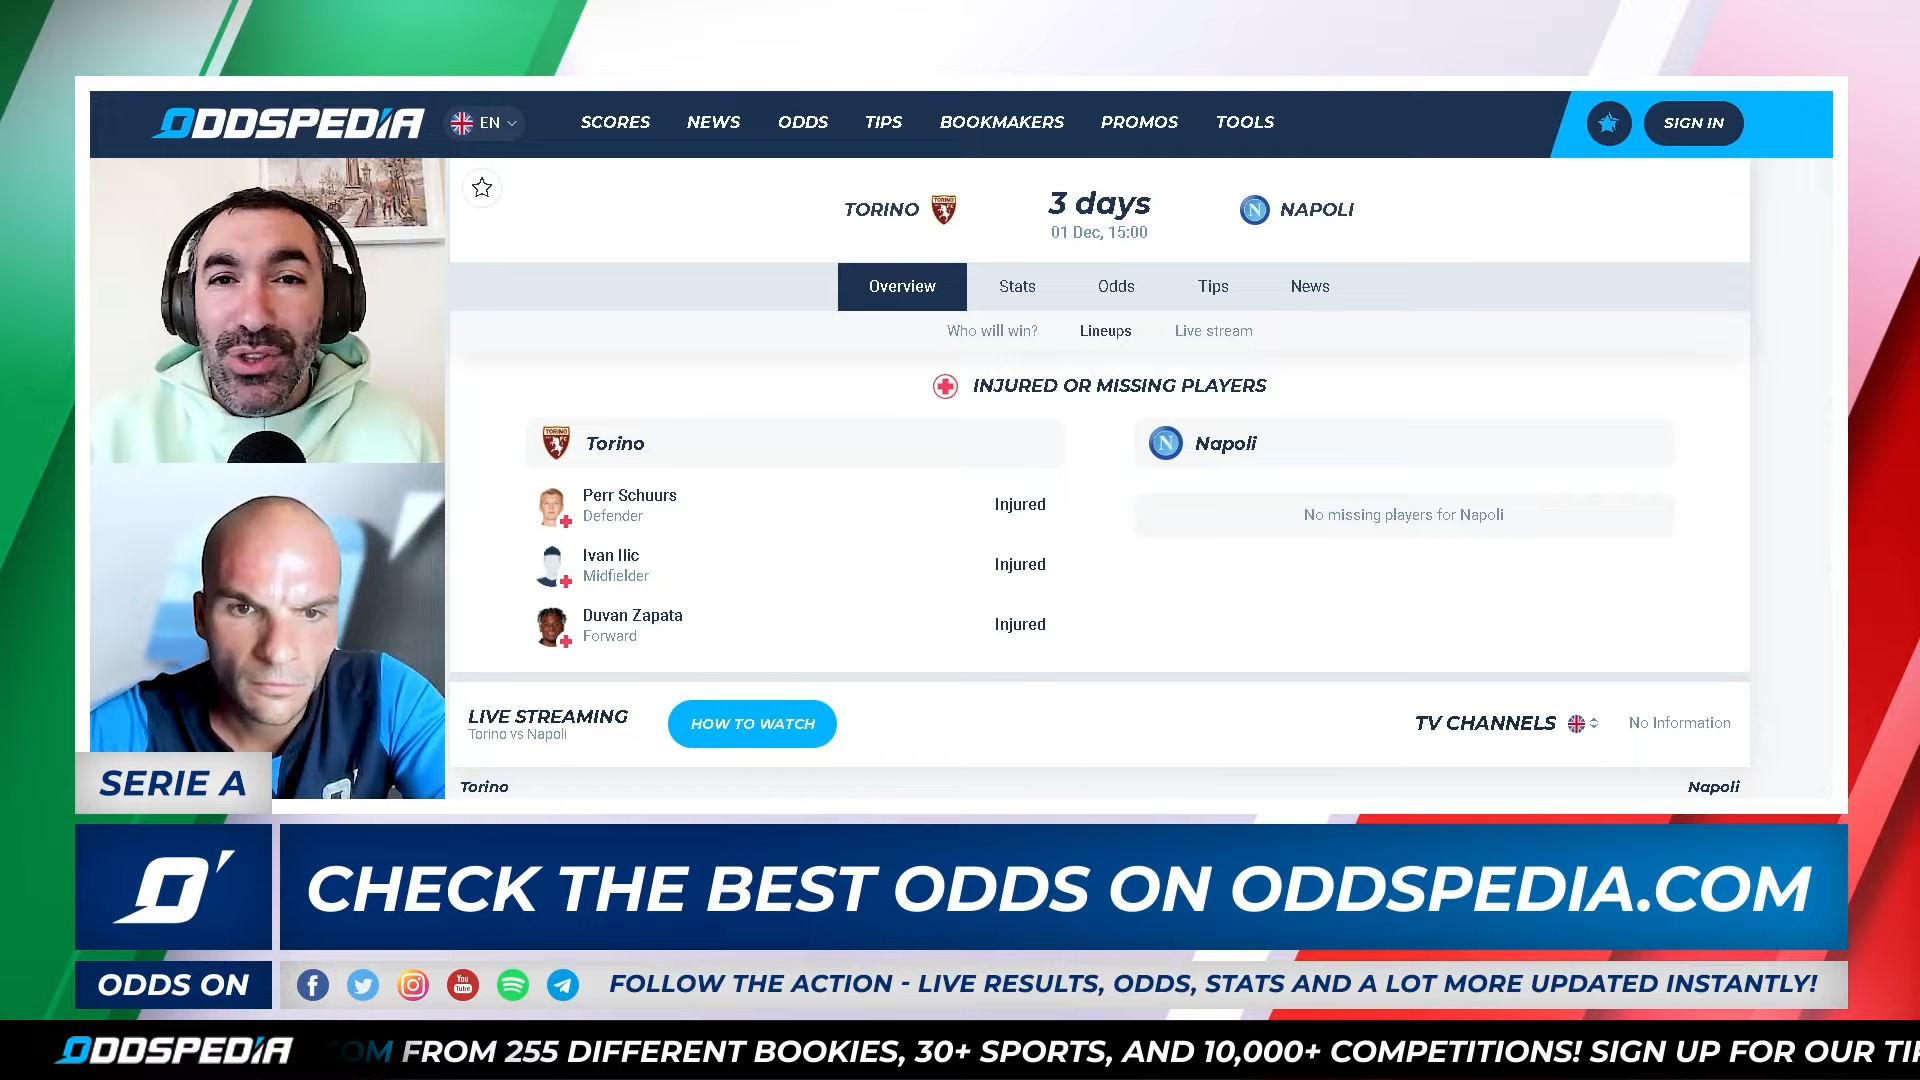 ODDSPEDIA
EN
SCORES NEWS ODDS TIPS BOOKMAKERS PROMOS TOOLS
SIGN IN
TORINO
3 days
01 Dec, 15:00
NAPOLI
Overview Stats Odds Tips News
Who will win? Lineups Live stream
INJURED OR MISSING PLAYERS
Torino
Perr Schuurs
Defender
Injured
Ivan Ilic
Midfielder
Injured
Duvan Zapata
Forward
Injured
Napoli
No missing players for Napoli
LIVE STREAMING
Torino vs Napoli
HOW TO WATCH
TV CHANNELS
No Information
Torino
Napoli
SERIE A
CHECK THE BEST ODDS ON ODDSPEDIA.COM
ODDS ON
FOLLOW THE ACTION - LIVE RESULTS, ODDS, STATS AND A LOT MORE UPDATED INSTANTLY!
ODDSPEDIA
COM FROM 255 DIFFERENT BOOKIES, 30+ SPORTS, AND 10,000+ COMPETITIONS! SIGN UP FOR OUR